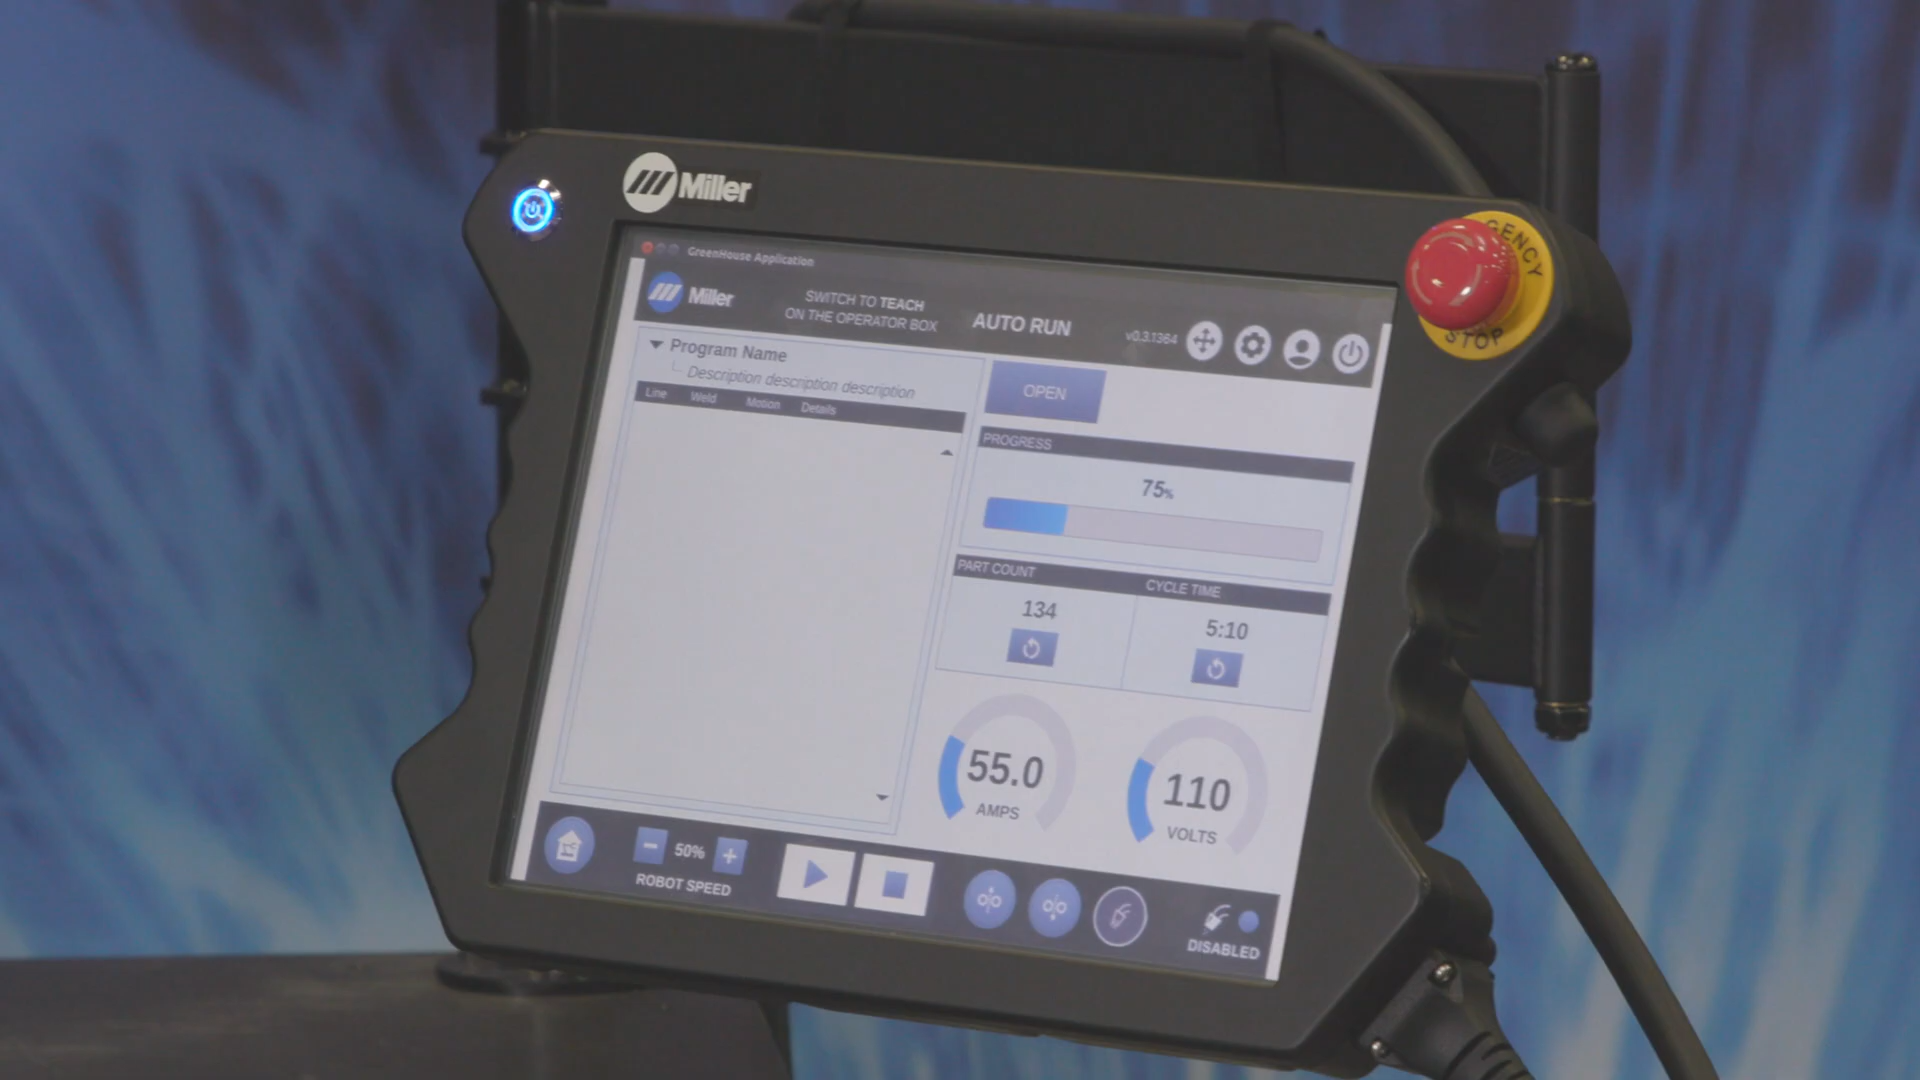 Miller
GENCY
STOP
GreenHouse Application
Miller
SWITCH TO TEACH
ON THE OPERATOR BOX
AUTO RUN
v0.3.1364
Program Name
Description description description
Line Weld Motion Details
OPEN
PROGRESS
75%
PART COUNT
CYCLE TIME
134
5:10
55.0
AMPS
110
VOLTS
50%
ROBOT SPEED
DISABLED